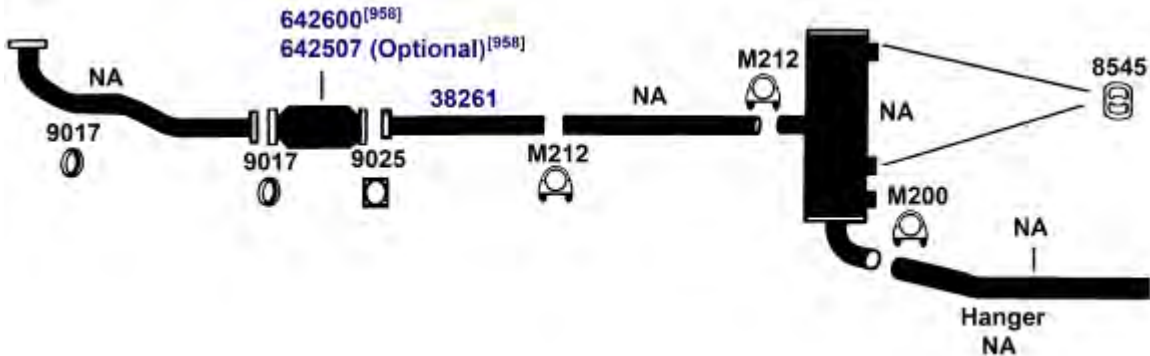 642600[958]
642507 (Optional)[958]
NA
38261
NA
M212
8545
NA
9017
9017
9025
M212
M200
NA
Hanger
NA